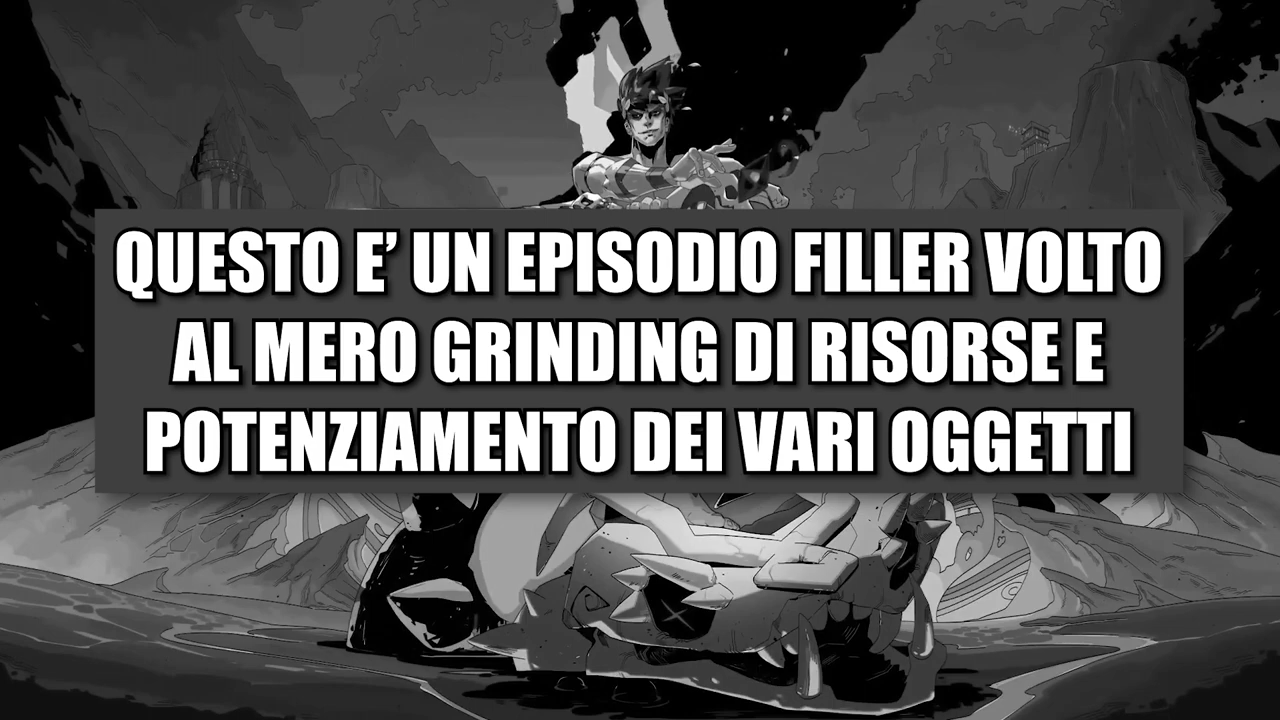 QUESTO E’ UN EPISODIO FILLER VOLTO
AL MERO GRINDING DI RISORSE E
POTENZIAMENTO DEI VARI OGGETTI